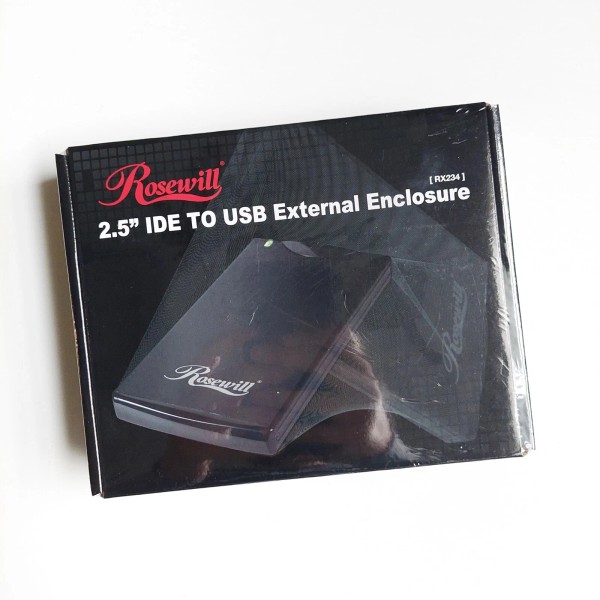 Rosewill®
[ RX234 ]
2.5” IDE TO USB External Enclosure
Rosewill®
Rosewill